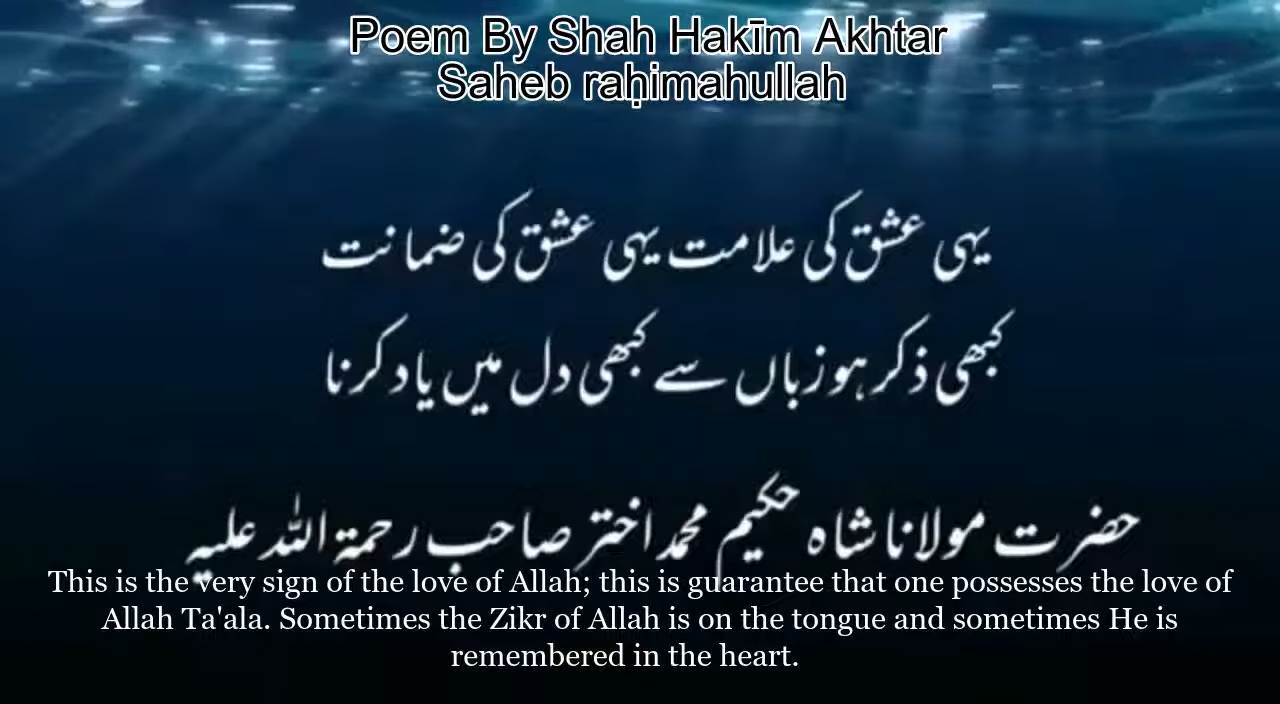 Poem By Shah Hakīm Akhtar
Saheb raḥimahullah
یہی عشق کی علامت یہی عشق کی ضمانت
کبھی ذکر ہو زباں سے کبھی دل میں یاد کرنا
حضرت مولانا شاہ حکیم محمد اختر صاحب رحمۃ اللہ علیہ
This is the very sign of the love of Allah; this is guarantee that one possesses the love of
Allah Ta'ala. Sometimes the Zikr of Allah is on the tongue and sometimes He is
remembered in the heart.